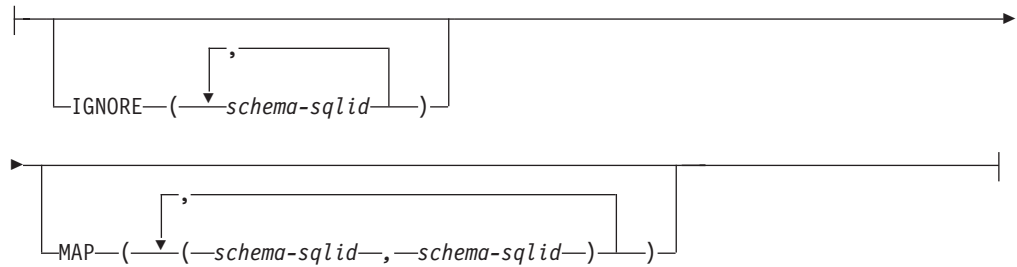 ,
IGNORE ( schema-sqlid )
,
MAP ( ( schema-sqlid , schema-sqlid ) )